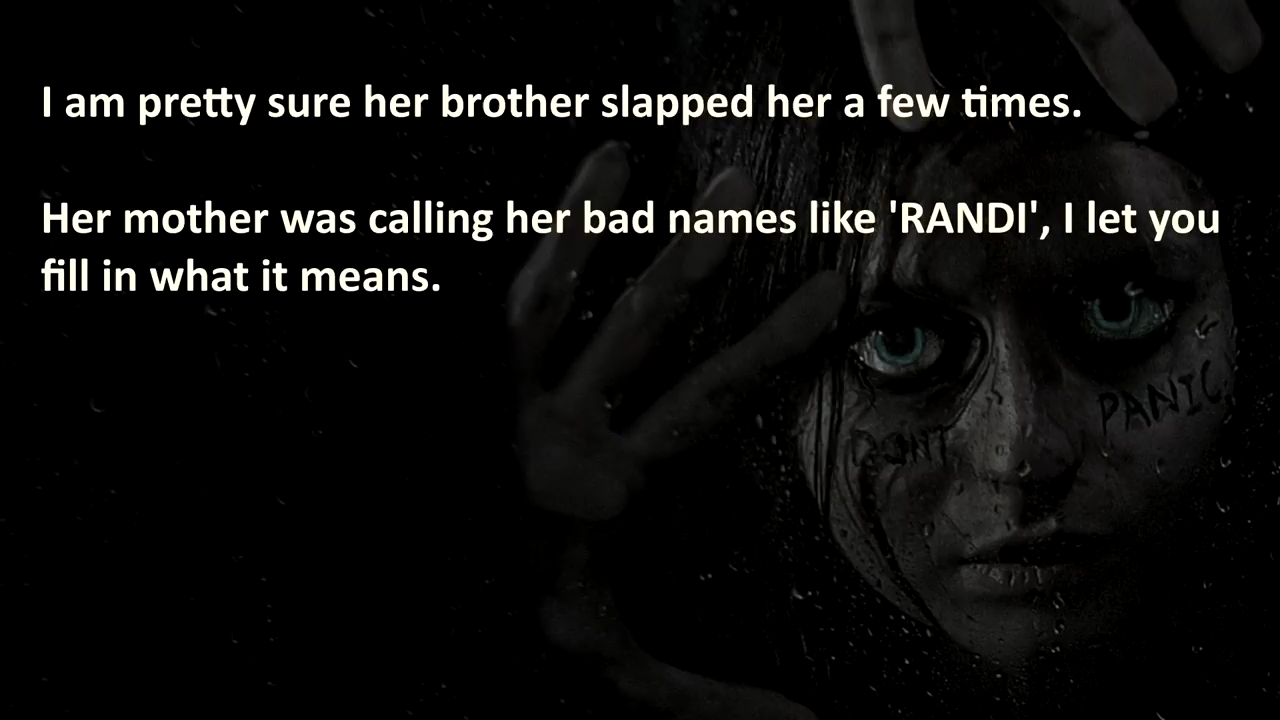 I am pretty sure her brother slapped her a few times.
Her mother was calling her bad names like 'RANDI', I let you
fill in what it means.
DONT
PANIC